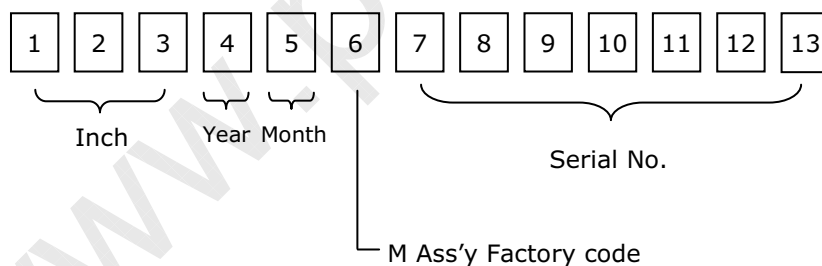 1 2 3 4 5 6 7 8 9 10 11 12 13
Inch Year Month Serial No.
M Ass’y Factory code
www.p